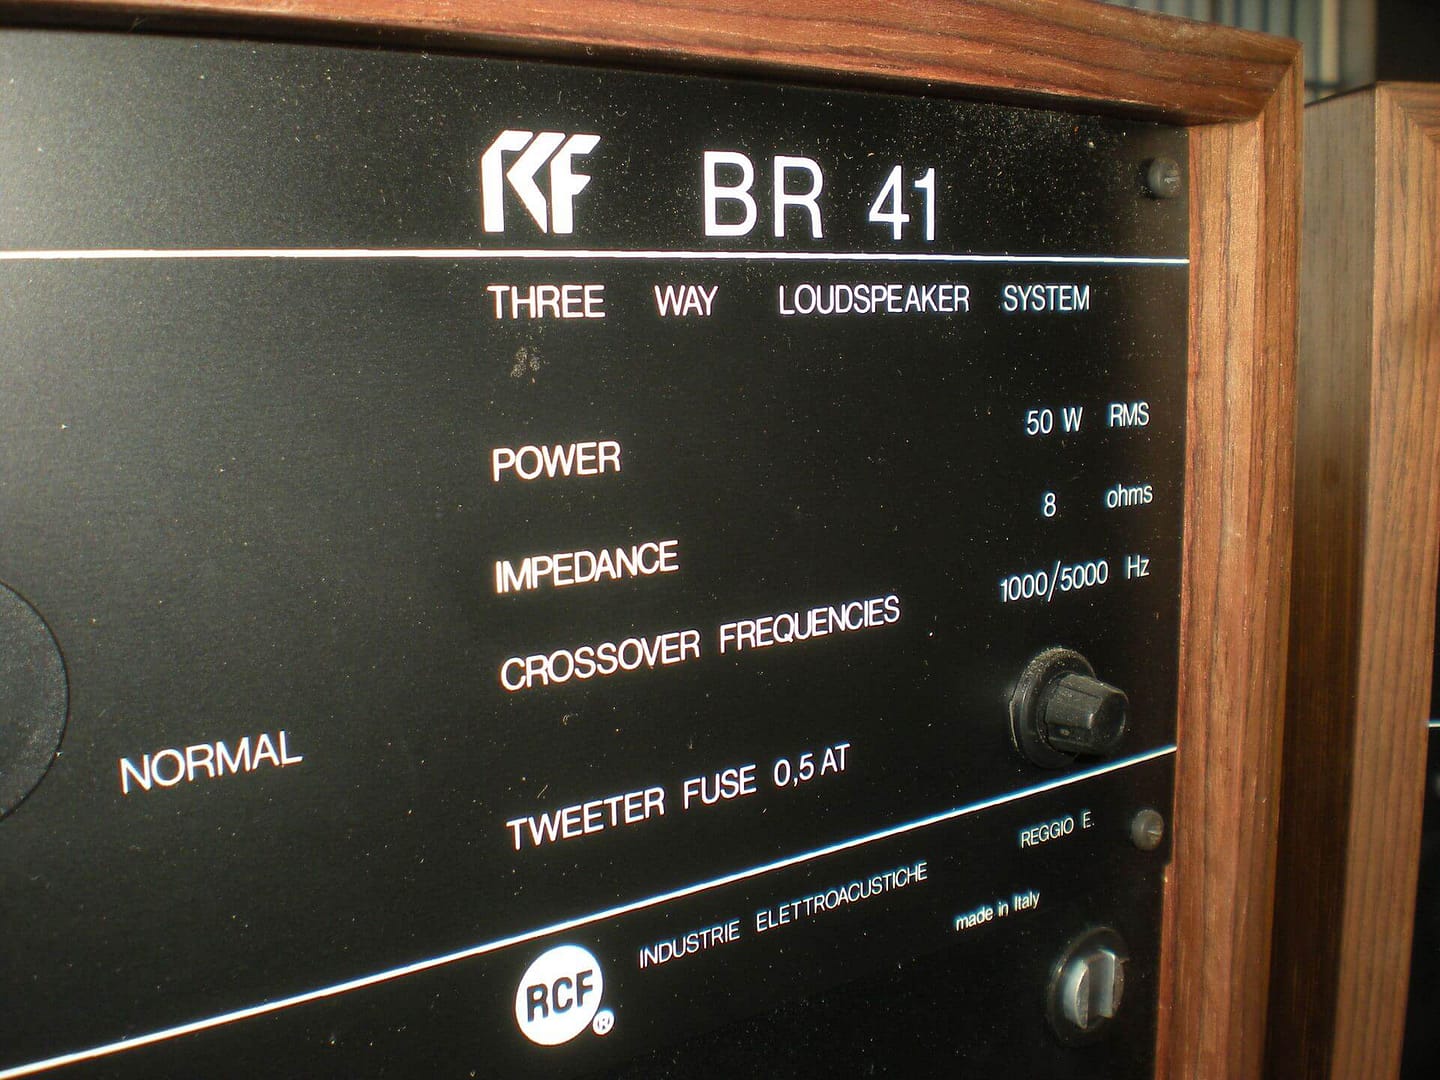 RCF BR 41
THREE WAY LOUDSPEAKER SYSTEM
POWER 50 W RMS
IMPEDANCE 8 ohms
CROSSOVER FREQUENCIES 1000/5000 Hz
NORMAL
TWEETER FUSE 0,5 AT
RCF® INDUSTRIE ELETTROACUSTICHE REGGIO E.
made in Italy